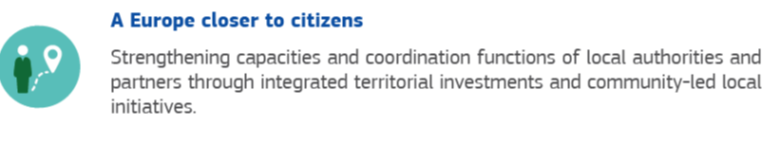 A Europe closer to citizens
Strengthening capacities and coordination functions of local authorities and
partners through integrated territorial investments and community-led local
initiatives.